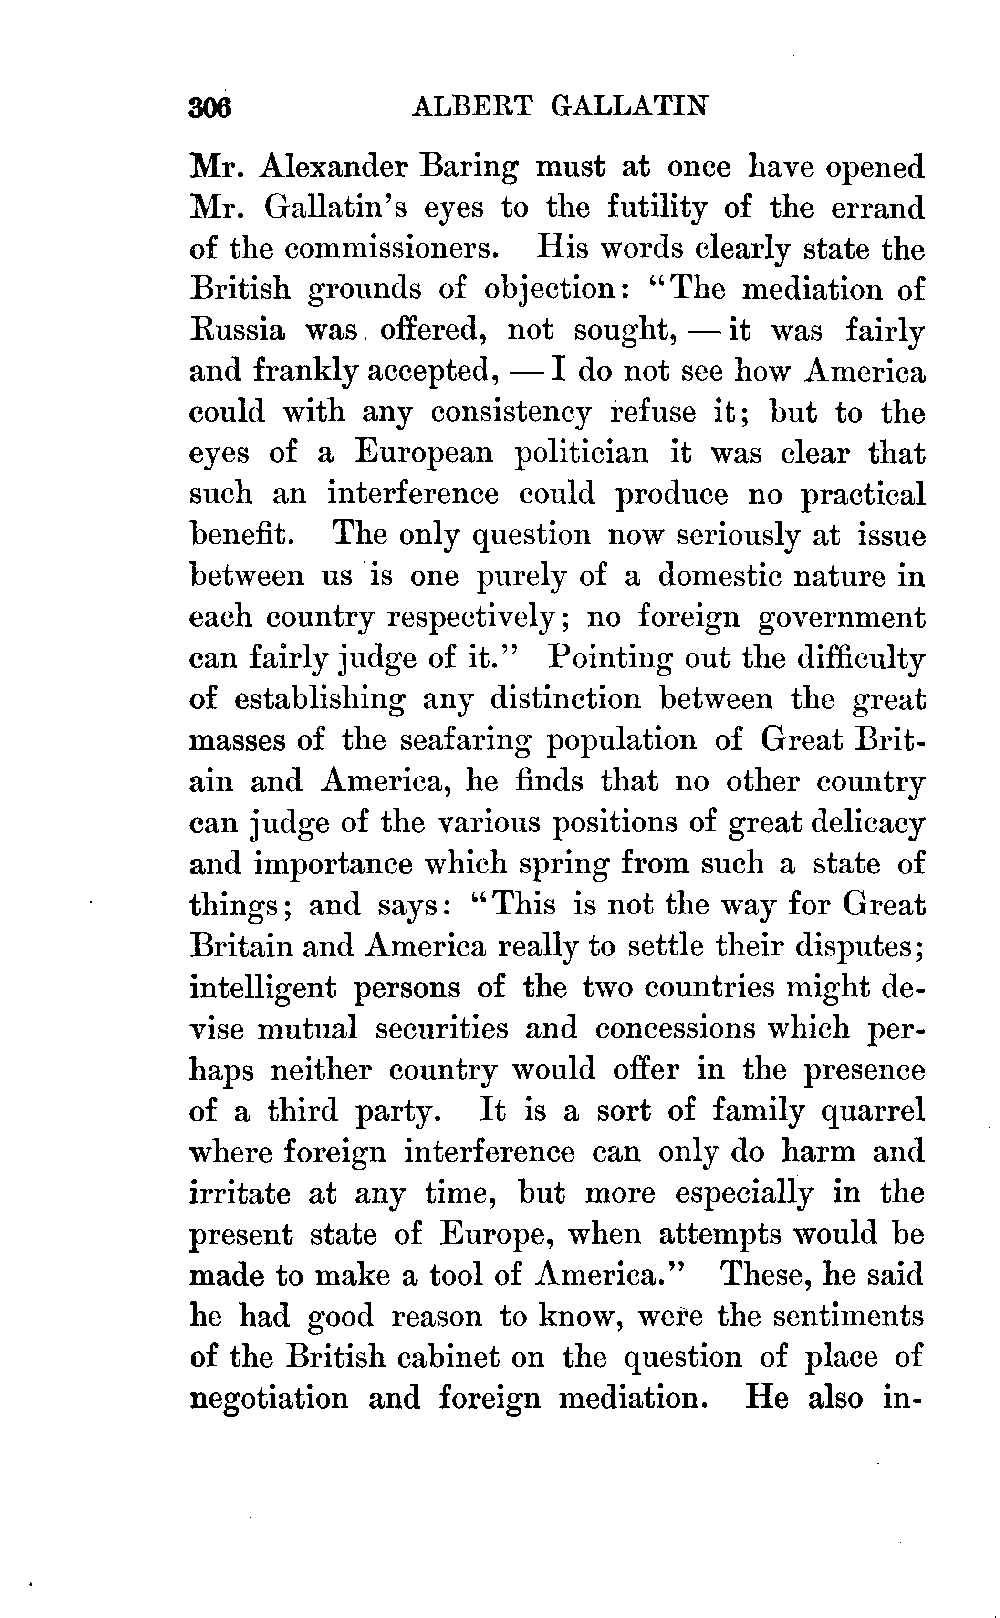 306 ALBERT GALLATIN
Mr. Alexander Baring must at once have opened
Mr. Gallatin's eyes to the futility of the errand
of the commissioners. His words clearly state the
British grounds of objection: "The mediation of
Russia was offered, not sought, — it was fairly
and frankly accepted, — I do not see how America
could with any consistency refuse it; but to the
eyes of a European politician it was clear that
such an interference could produce no practical
benefit. The only question now seriously at issue
between us is one purely of a domestic nature in
each country respectively; no foreign government
can fairly judge of it." Pointing out the difficulty
of establishing any distinction between the great
masses of the seafaring population of Great Brit-
ain and America, he finds that no other country
can judge of the various positions of great delicacy
and importance which spring from such a state of
things; and says: "This is not the way for Great
Britain and America really to settle their disputes;
intelligent persons of the two countries might de-
vise mutual securities and concessions which per-
haps neither country would offer in the presence
of a third party. It is a sort of family quarrel
where foreign interference can only do harm and
irritate at any time, but more especially in the
present state of Europe, when attempts would be
made to make a tool of America." These, he said
he had good reason to know, were the sentiments
of the British cabinet on the question of place of
negotiation and foreign mediation. He also in-